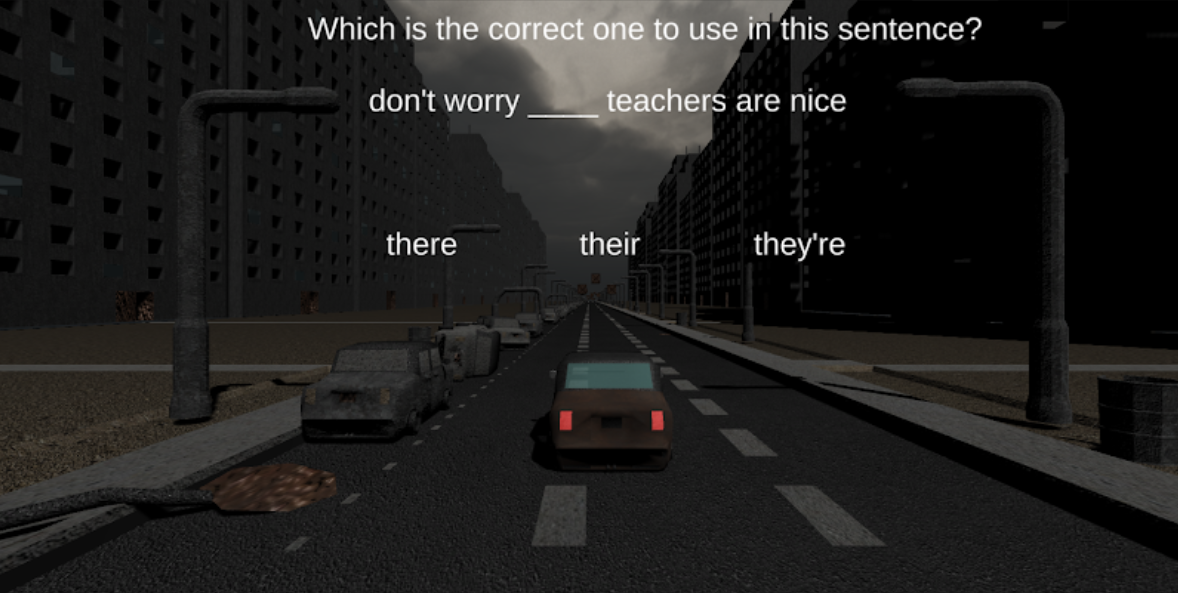 Which is the correct one to use in this sentence?
don't worry ____ teachers are nice
there their they're